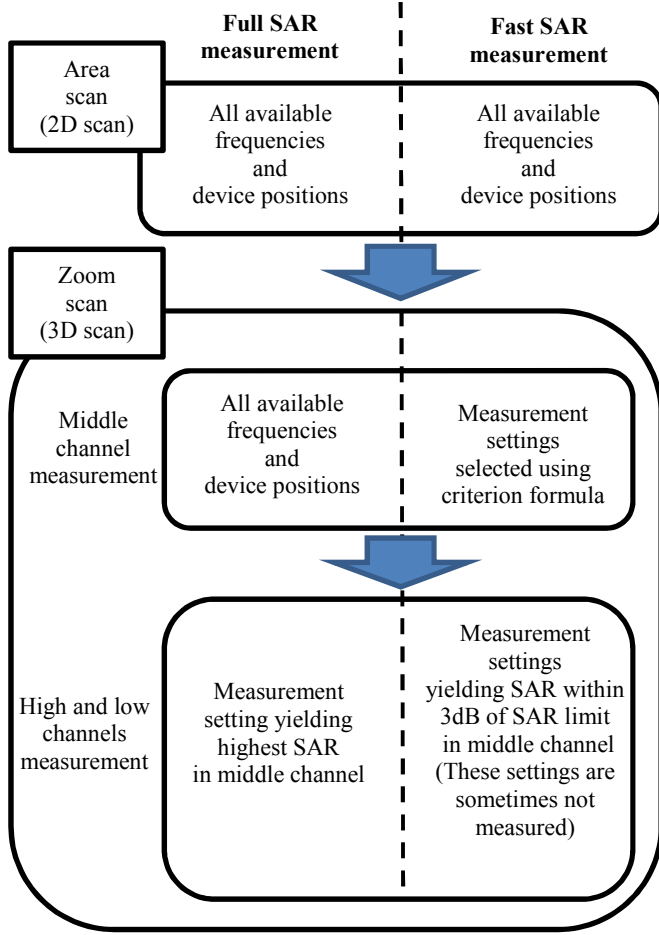 Full SAR
measurement
Fast SAR
measurement
Area
scan
(2D scan)
All available
frequencies
and
device positions
All available
frequencies
and
device positions
Zoom
scan
(3D scan)
Middle
channel
measurement
All available
frequencies
and
device positions
Measurement
settings
selected using
criterion formula
High and low
channels
measurement
Measurement
setting yielding
highest SAR
in middle channel
Measurement
settings
yielding SAR within
3dB of SAR limit
in middle channel
(These settings are
sometimes not
measured)